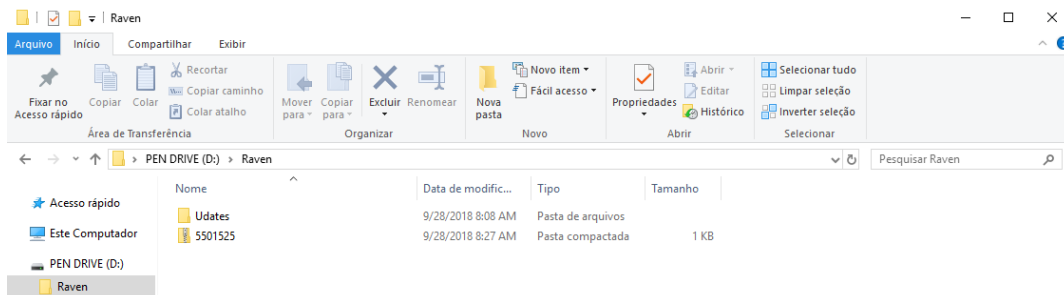 Raven
Arquivo Início Compartilhar Exibir
Fixar no Acesso rápido
Copiar
Colar
Recortar
Copiar caminho
Colar atalho
Área de Transferência
Mover para
Copiar para
Excluir
Renomear
Organizar
Nova pasta
Novo item
Fácil acesso
Novo
Propriedades
Abrir
Editar
Histórico
Abrir
Selecionar tudo
Limpar seleção
Inverter seleção
Selecionar
PEN DRIVE (D:) > Raven
Pesquisar Raven
Nome Data de modific... Tipo Tamanho
Acesso rápido
Este Computador
PEN DRIVE (D:)
Raven
Udates 9/28/2018 8:08 AM Pasta de arquivos
5501525 9/28/2018 8:27 AM Pasta compactada 1 KB